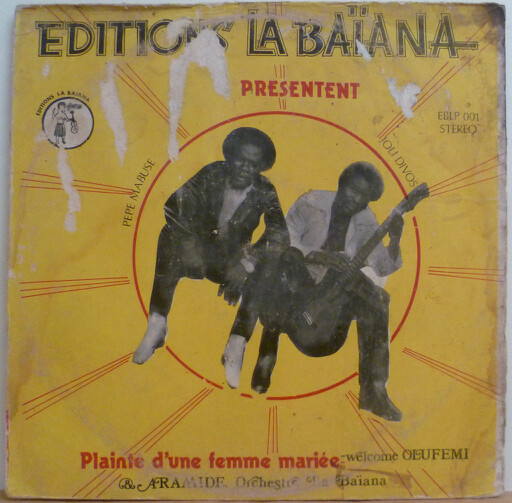 EDITIONS LA BAÏANA
PRESENTENT
EDITIONS LA BAIANA
EBLP 001
STEREO
PEPE MABUSE
JOLI DIVOS
Plainte d'une femme mariée welcome OLUFEMI
& ARAMIDE Orchestre La Baïana